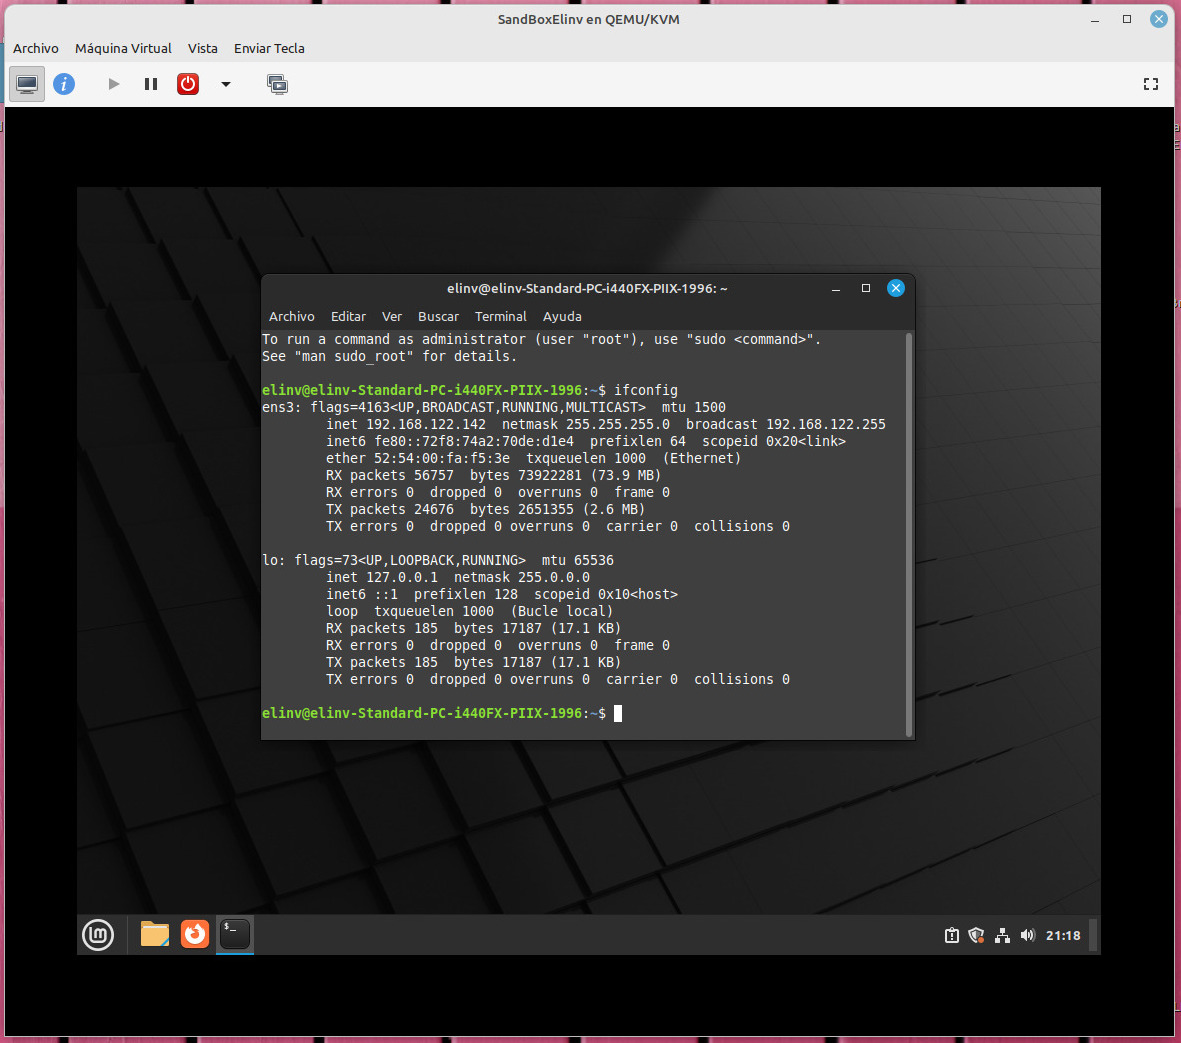 SandBoxElinv en QEMU/KVM
Archivo Máquina Virtual Vista Enviar Tecla
elinv@elinv-Standard-PC-i440FX-PIIX-1996: ~
Archivo Editar Ver Buscar Terminal Ayuda
To run a command as administrator (user "root"), use "sudo <command>".
See "man sudo_root" for details.
elinv@elinv-Standard-PC-i440FX-PIIX-1996:~$ ifconfig
ens3: flags=4163<UP,BROADCAST,RUNNING,MULTICAST>  mtu 1500
inet 192.168.122.142  netmask 255.255.255.0  broadcast 192.168.122.255
inet6 fe80::72f8:74a2:70de:d1e4  prefixlen 64  scopeid 0x20<link>
ether 52:54:00:fa:f5:3e  txqueuelen 1000  (Ethernet)
RX packets 56757  bytes 73922281 (73.9 MB)
RX errors 0  dropped 0  overruns 0  frame 0
TX packets 24676  bytes 2651355 (2.6 MB)
TX errors 0  dropped 0 overruns 0  carrier 0  collisions 0
lo: flags=73<UP,LOOPBACK,RUNNING>  mtu 65536
inet 127.0.0.1  netmask 255.0.0.0
inet6 ::1  prefixlen 128  scopeid 0x10<host>
loop  txqueuelen 1000  (Bucle local)
RX packets 185  bytes 17187 (17.1 KB)
RX errors 0  dropped 0  overruns 0  frame 0
TX packets 185  bytes 17187 (17.1 KB)
TX errors 0  dropped 0 overruns 0  carrier 0  collisions 0
elinv@elinv-Standard-PC-i440FX-PIIX-1996:~$
21:18